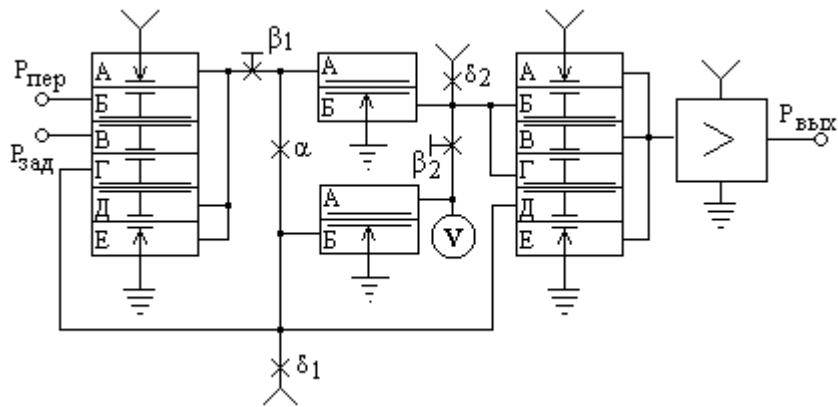 β1
δ2
Pпер
А
Б
В
Г
Д
Е
Pзад
α
А
Б
β2
А
Б
V
А
Б
В
Г
Д
Е
>
Pвых
δ1